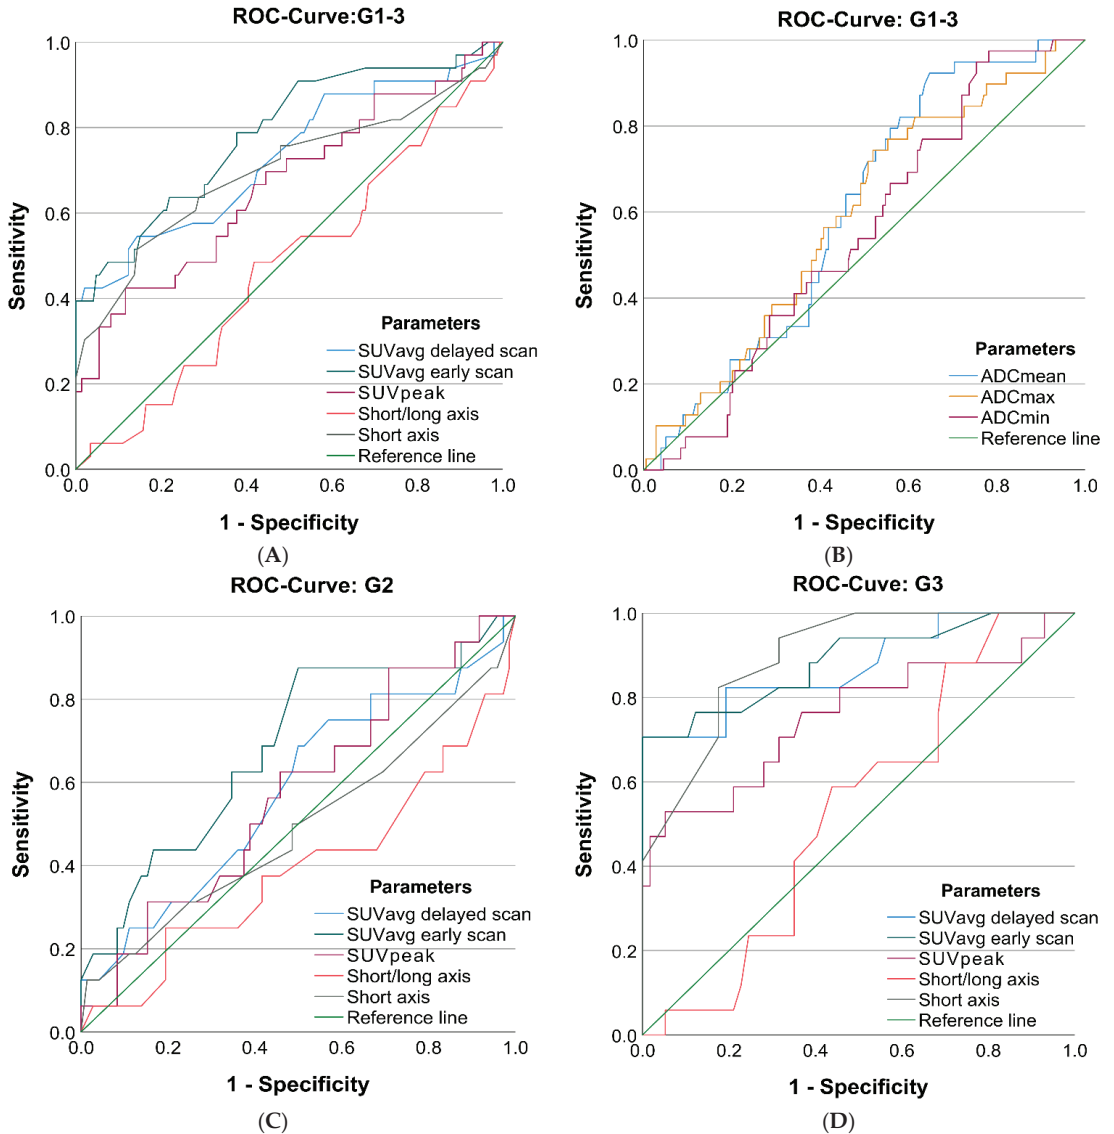 ROC-Curve:G1-3
1.0
0.8
0.6
0.4
0.2
0.0
Sensitivity
Parameters
SUVavg delayed scan
SUVavg early scan
SUVpeak
Short/long axis
Short axis
Reference line
0.0 0.2 0.4 0.6 0.8 1.0
1 - Specificity
(A)
ROC-Curve: G1-3
1.0
0.8
0.6
0.4
0.2
0.0
Sensitivity
Parameters
ADCmean
ADCmax
ADCmin
Reference line
0.0 0.2 0.4 0.6 0.8 1.0
1 - Specificity
(B)
ROC-Curve: G2
1.0
0.8
0.6
0.4
0.2
0.0
Sensitivity
Parameters
SUVavg delayed scan
SUVavg early scan
SUVpeak
Short/long axis
Short axis
Reference line
0.0 0.2 0.4 0.6 0.8 1.0
1 - Specificity
(C)
ROC-Cuve: G3
1.0
0.8
0.6
0.4
0.2
0.0
Sensitivity
Parameters
SUVavg delayed scan
SUVavg early scan
SUVpeak
Short/long axis
Short axis
Reference line
0.0 0.2 0.4 0.6 0.8 1.0
1 - Specificity
(D)